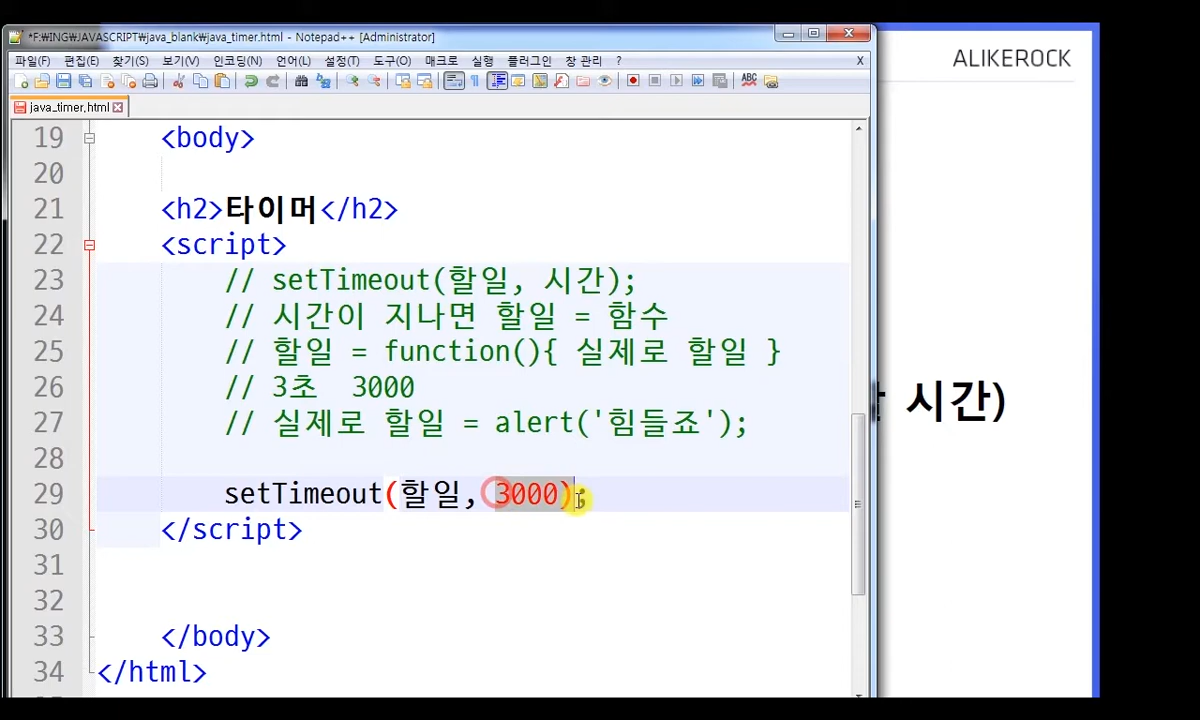 *F:₩ING₩JAVASCRIPT₩java_blank₩java_timer.html - Notepad++ [Administrator]
파일(F) 편집(E) 찾기(S) 보기(V) 인코딩(N) 언어(L) 설정(T) 도구(O) 매크로 실행 플러그인 창 관리 ? X
java_timer.html
ALIKEROCK
시간)
19 <body>
20
21 <h2>타이머</h2>
22 <script>
23 // setTimeout(할일, 시간);
24 // 시간이 지나면 할일 = 함수
25 // 할일 = function(){ 실제로 할일 }
26 // 3초  3000
27 // 실제로 할일 = alert('힘들죠');
28
29 setTimeout(할일, 3000);
30 </script>
31
32
33 </body>
34 </html>